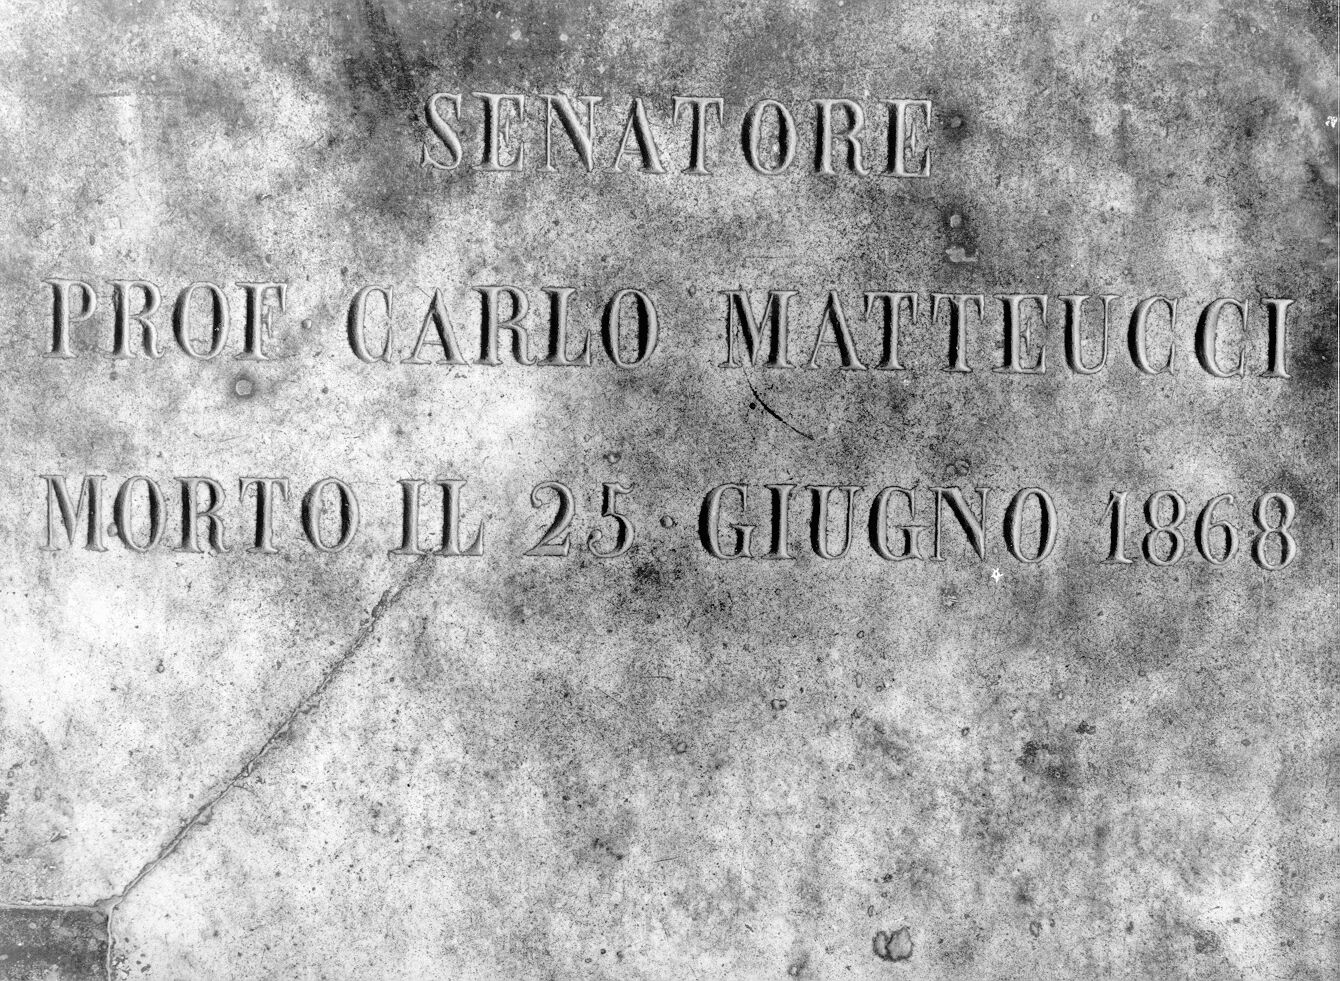 SENATORE
PROF CARLO MATTEUCCI
MORTO IL 25 GIUGNO 1868